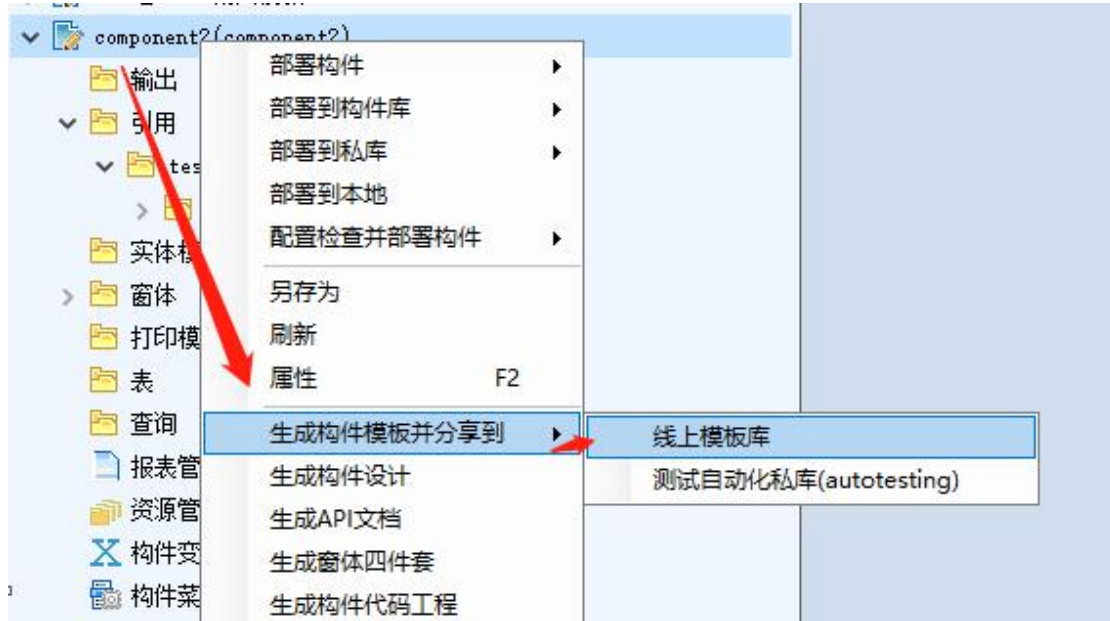 component2(component2)
输出
引用
tes
实体模
窗体
打印模
表
查询
报表管
资源管
构件变
构件菜
部署构件
部署到构件库
部署到私库
部署到本地
配置检查并部署构件
另存为
刷新
属性 F2
生成构件模板并分享到
生成构件设计
生成API文档
生成窗体四件套
生成构件代码工程
线上模板库
测试自动化私库(autotesting)